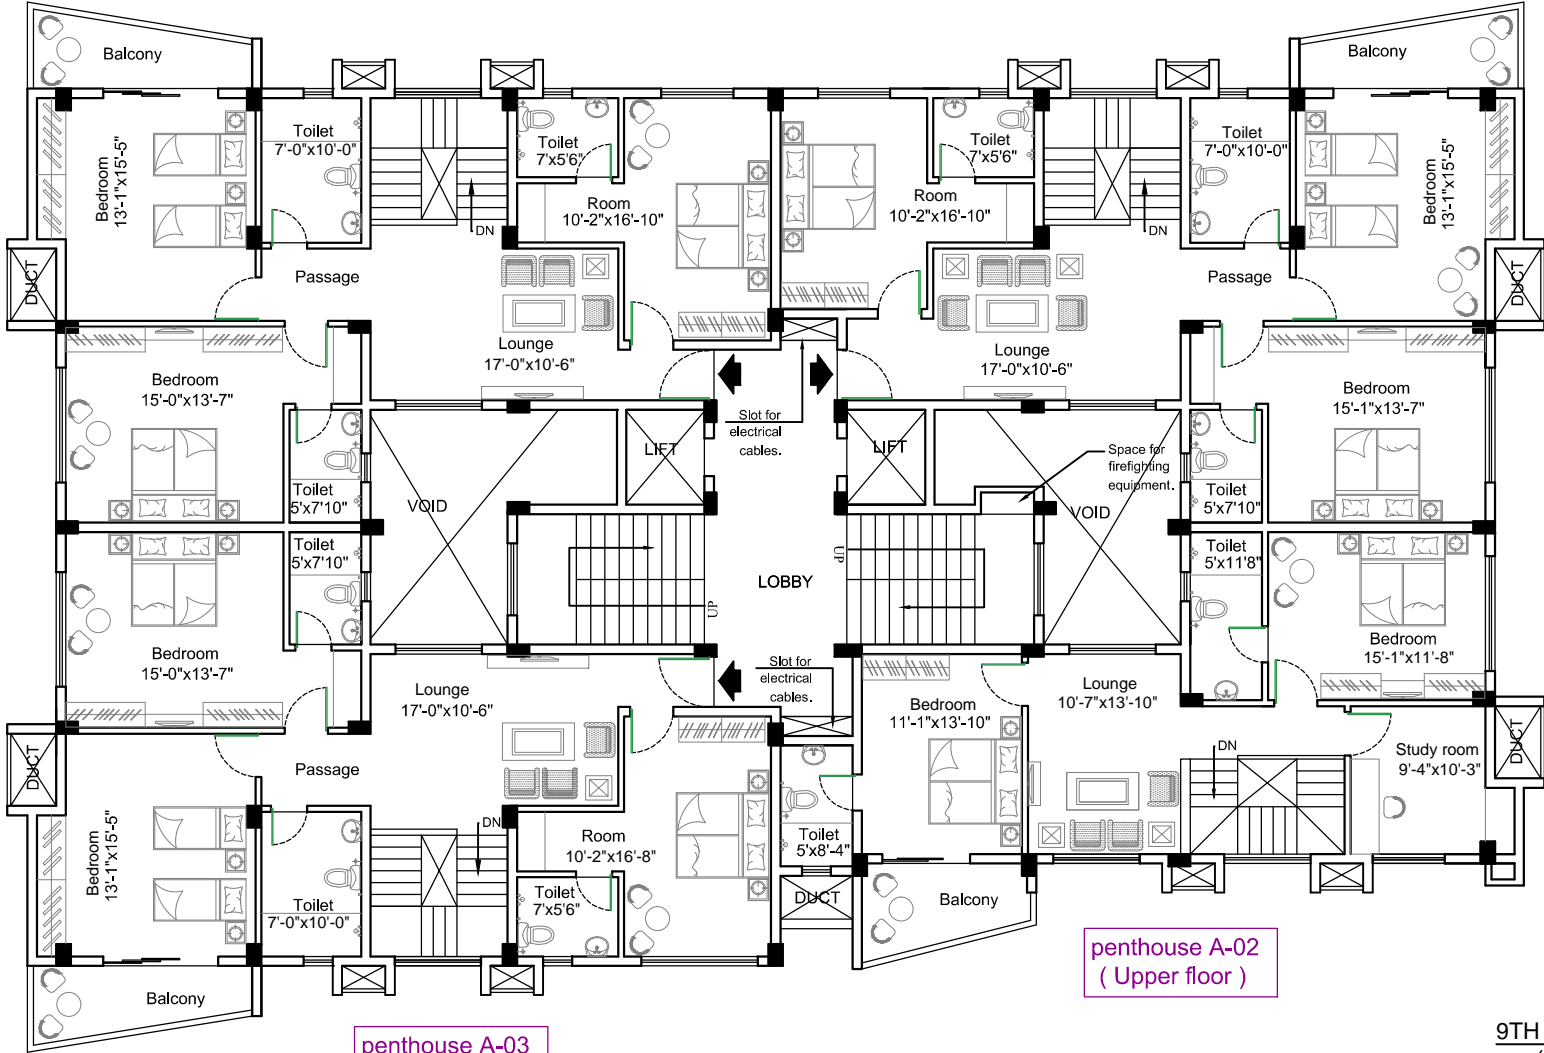 Balcony
Balcony
Bedroom
13'-1"x15'-5"
Toilet
7'-0"x10'-0"
DN
Toilet
7'x5'6"
Room
10'-2"x16'-10"
Toilet
7'x5'6"
Room
10'-2"x16'-10"
DN
Toilet
7'-0"x10'-0"
Bedroom
13'-1"x15'-5"
DUCT
Passage
Passage
DUCT
Lounge
17'-0"x10'-6"
Lounge
17'-0"x10'-6"
Bedroom
15'-0"x13'-7"
Bedroom
15'-1"x13'-7"
Slot for
electrical
cables.
LIFT
LIFT
Space for
firefighting
equipment.
Toilet
5'x7'10"
VOID
VOID
Toilet
5'x7'10"
Toilet
5'x7'10"
Toilet
5'x11'8"
UP
LOBBY
UP
Bedroom
15'-0"x13'-7"
Bedroom
15'-1"x11'-8"
Slot for
electrical
cables.
Lounge
17'-0"x10'-6"
Bedroom
11'-1"x13'-10"
Lounge
10'-7"x13'-10"
DUCT
Passage
DN
Study room
9'-4"x10'-3"
DUCT
Bedroom
13'-1"x15'-5"
DN
Room
10'-2"x16'-8"
Toilet
5'x8'-4"
Toilet
7'-0"x10'-0"
Toilet
7'x5'6"
DUCT
Balcony
Balcony
penthouse A-02
( Upper floor )
penthouse A-03
9TH